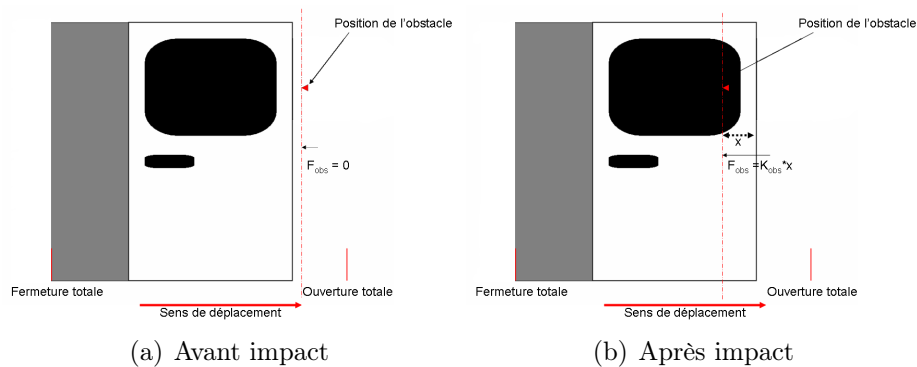 Position de l'obstacle
F_obs = 0
Fermeture totale
Ouverture totale
Sens de déplacement
(a) Avant impact
Position de l'obstacle
x
F_obs =K_obs*x
Fermeture totale
Ouverture totale
Sens de déplacement
(b) Après impact